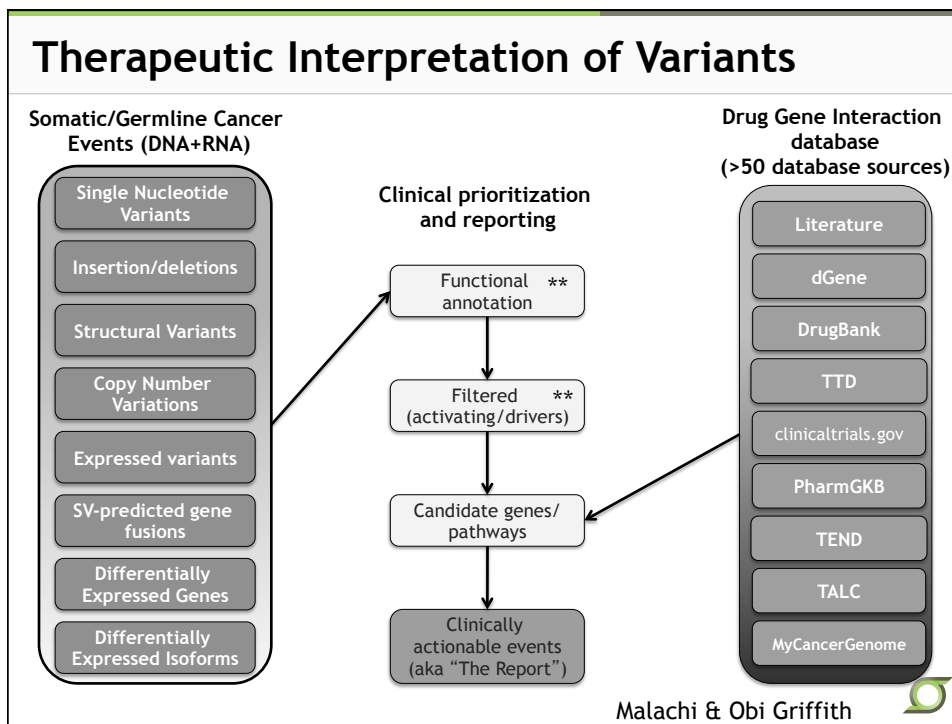 Therapeutic Interpretation of Variants
Somatic/Germline Cancer
Events (DNA+RNA)
Single Nucleotide
Variants
Insertion/deletions
Structural Variants
Copy Number
Variations
Expressed variants
SV-predicted gene
fusions
Differentially
Expressed Genes
Differentially
Expressed Isoforms
Clinical prioritization
and reporting
Functional **
annotation
Filtered **
(activating/drivers)
Candidate genes/
pathways
Clinically
actionable events
(aka “The Report”)
Drug Gene Interaction
database
(>50 database sources)
Literature
dGene
DrugBank
TTD
clinicaltrials.gov
PharmGKB
TEND
TALC
MyCancerGenome
Malachi & Obi Griffith